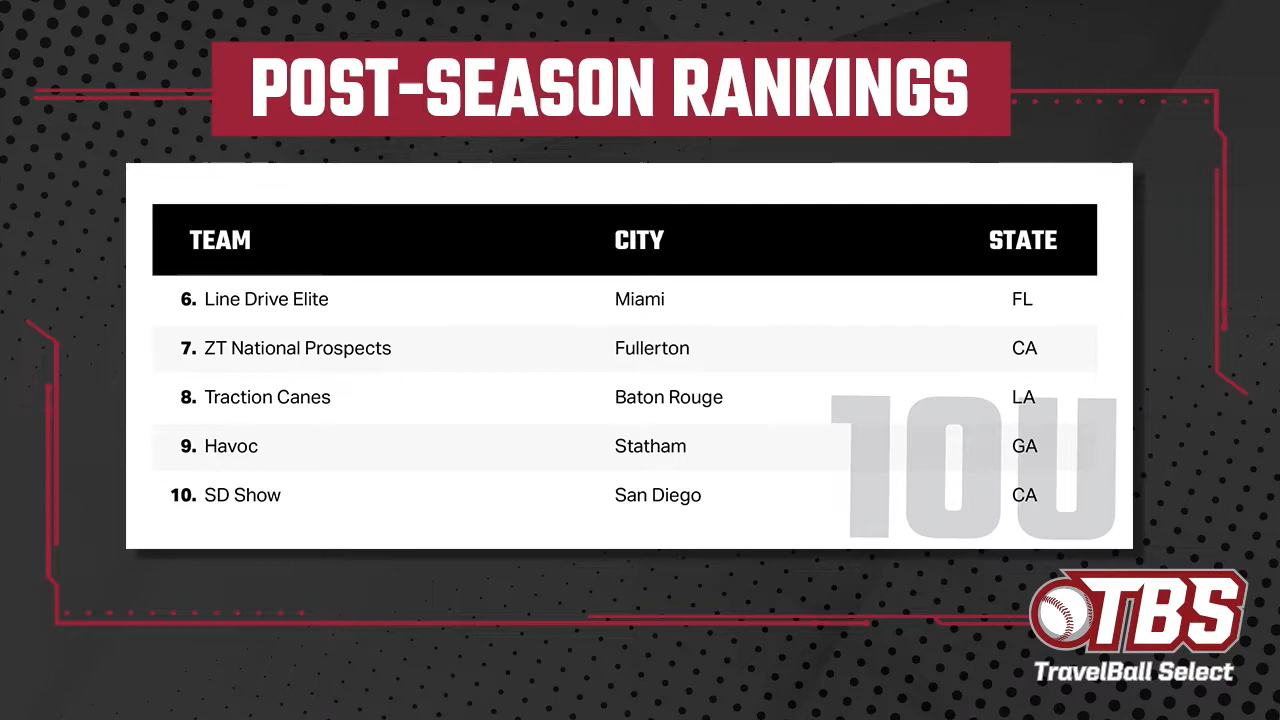 POST-SEASON RANKINGS
TEAM CITY STATE
6. Line Drive Elite Miami FL
7. ZT National Prospects Fullerton CA
8. Traction Canes Baton Rouge LA
9. Havoc Statham GA
10. SD Show San Diego CA
10U
TBS
TravelBall Select